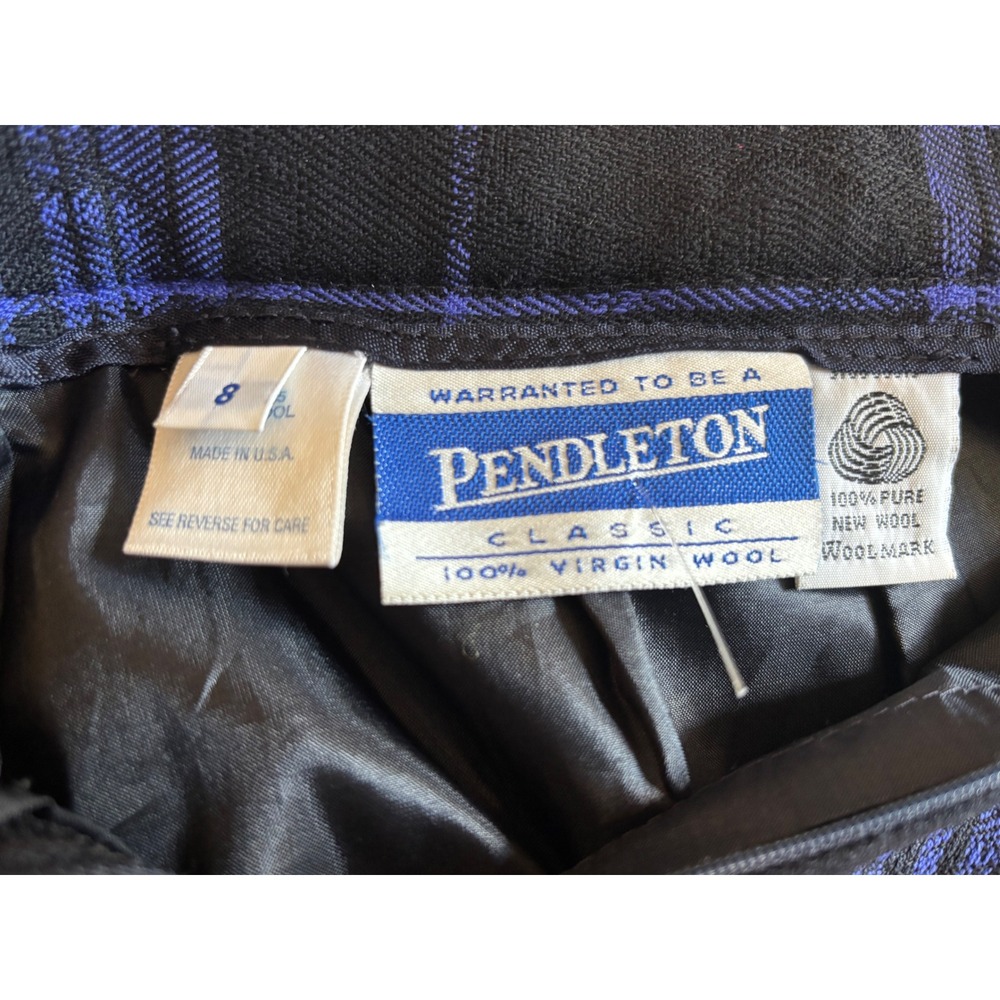 8
MADE IN U.S.A.
SEE REVERSE FOR CARE
WARRANTED TO BE A
PENDLETON
CLASSIC
100% VIRGIN WOOL
100% PURE
NEW WOOL
WOOLMARK